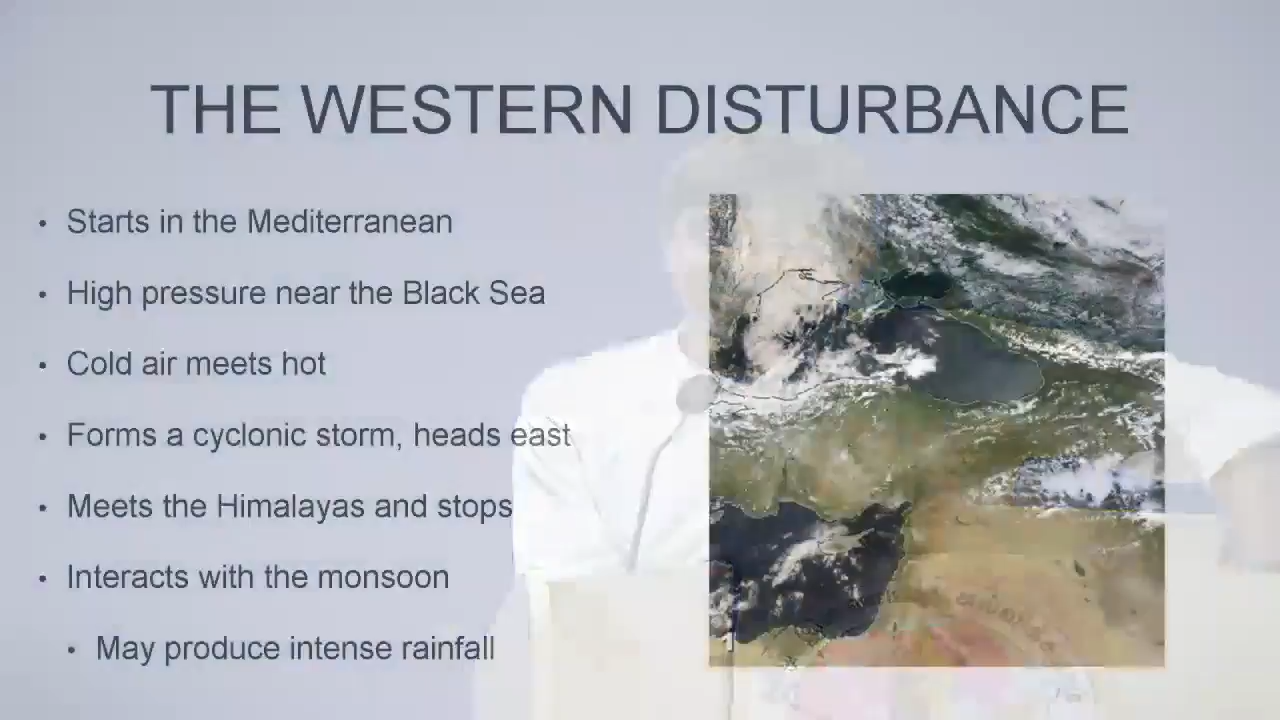 THE WESTERN DISTURBANCE
• Starts in the Mediterranean
• High pressure near the Black Sea
• Cold air meets hot
• Forms a cyclonic storm, heads east
• Meets the Himalayas and stops
• Interacts with the monsoon
• May produce intense rainfall